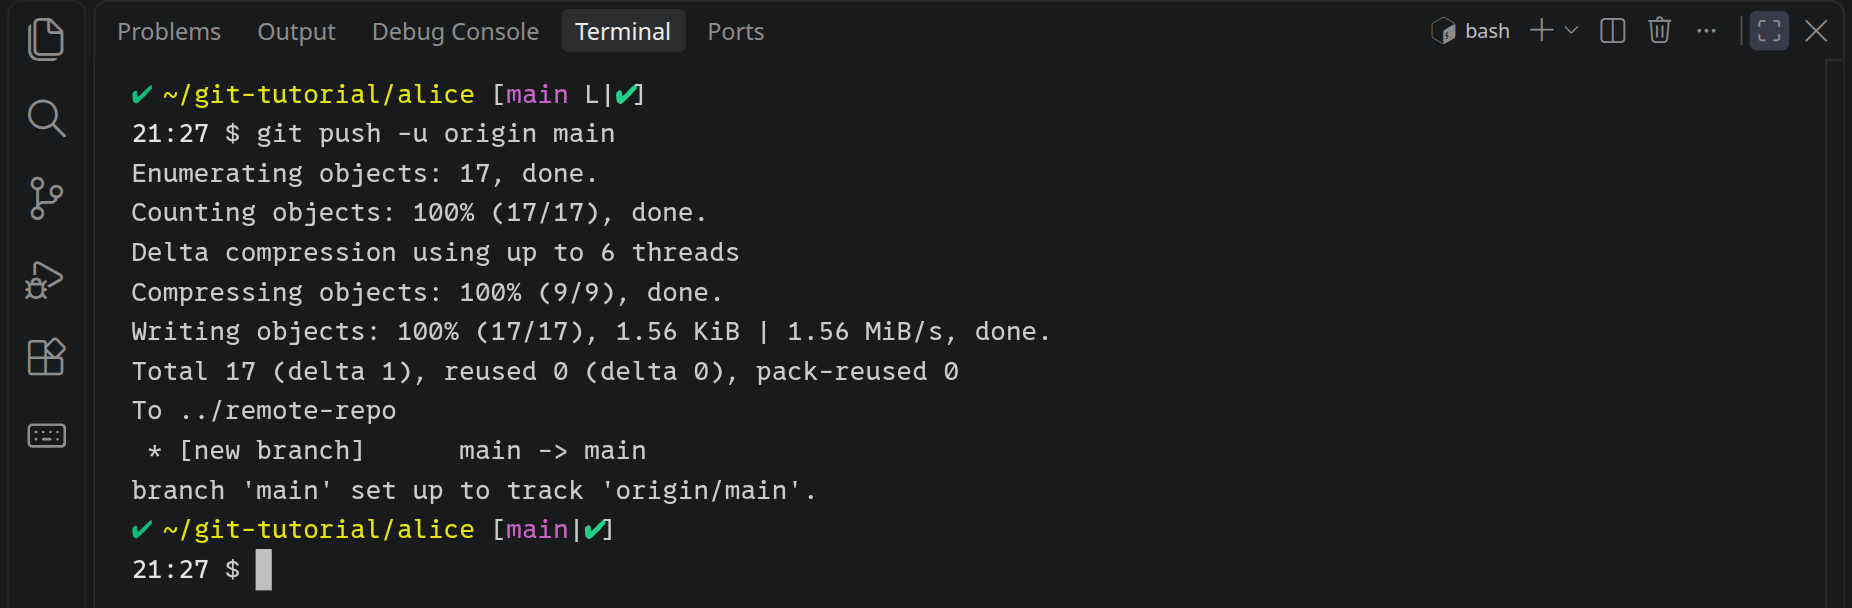 Problems Output Debug Console Terminal Ports bash
✔ ~/git-tutorial/alice [main L|✔]
21:27 $ git push -u origin main
Enumerating objects: 17, done.
Counting objects: 100% (17/17), done.
Delta compression using up to 6 threads
Compressing objects: 100% (9/9), done.
Writing objects: 100% (17/17), 1.56 KiB | 1.56 MiB/s, done.
Total 17 (delta 1), reused 0 (delta 0), pack-reused 0
To ../remote-repo
 * [new branch]      main -> main
branch 'main' set up to track 'origin/main'.
✔ ~/git-tutorial/alice [main|✔]
21:27 $